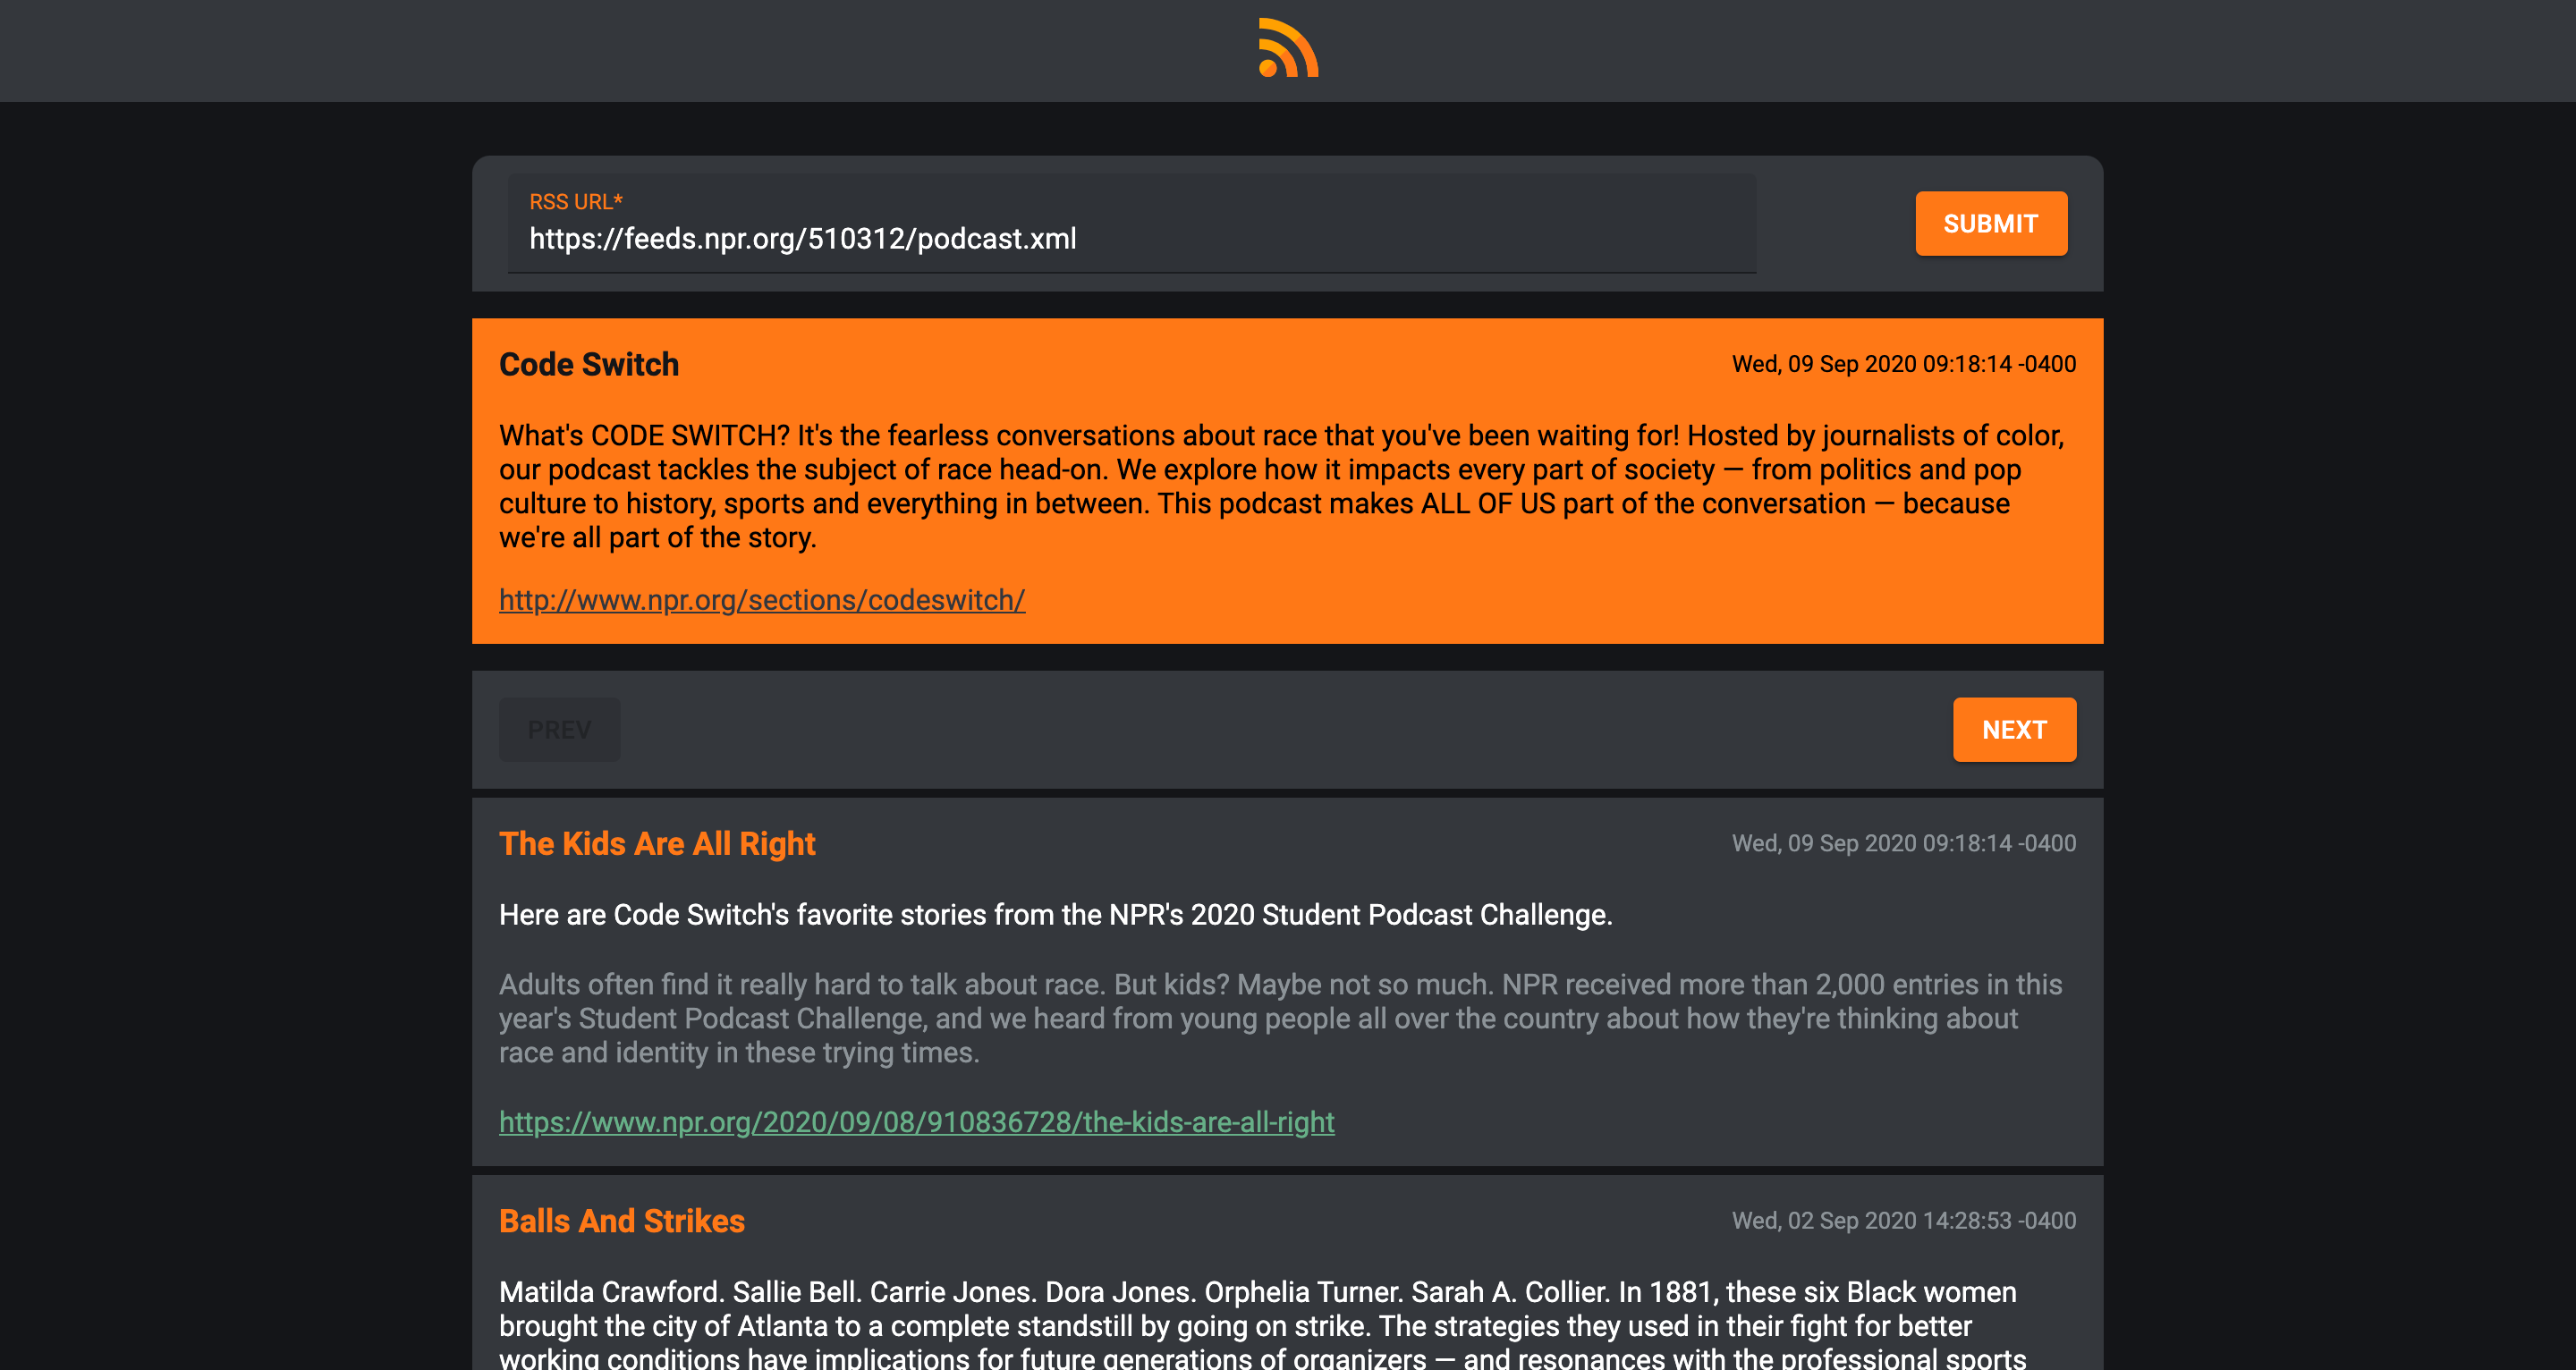 RSS URL*
https://feeds.npr.org/510312/podcast.xml
SUBMIT
Code Switch
Wed, 09 Sep 2020 09:18:14 -0400
What's CODE SWITCH? It's the fearless conversations about race that you've been waiting for! Hosted by journalists of color,
our podcast tackles the subject of race head-on. We explore how it impacts every part of society — from politics and pop
culture to history, sports and everything in between. This podcast makes ALL OF US part of the conversation — because
we're all part of the story.
http://www.npr.org/sections/codeswitch/
PREV
NEXT
The Kids Are All Right
Wed, 09 Sep 2020 09:18:14 -0400
Here are Code Switch's favorite stories from the NPR's 2020 Student Podcast Challenge.
Adults often find it really hard to talk about race. But kids? Maybe not so much. NPR received more than 2,000 entries in this
year's Student Podcast Challenge, and we heard from young people all over the country about how they're thinking about
race and identity in these trying times.
https://www.npr.org/2020/09/08/910836728/the-kids-are-all-right
Balls And Strikes
Wed, 02 Sep 2020 14:28:53 -0400
Matilda Crawford. Sallie Bell. Carrie Jones. Dora Jones. Orphelia Turner. Sarah A. Collier. In 1881, these six Black women
brought the city of Atlanta to a complete standstill by going on strike. The strategies they used in their fight for better
working conditions have implications for future generations of organizers — and resonances with the professional sports